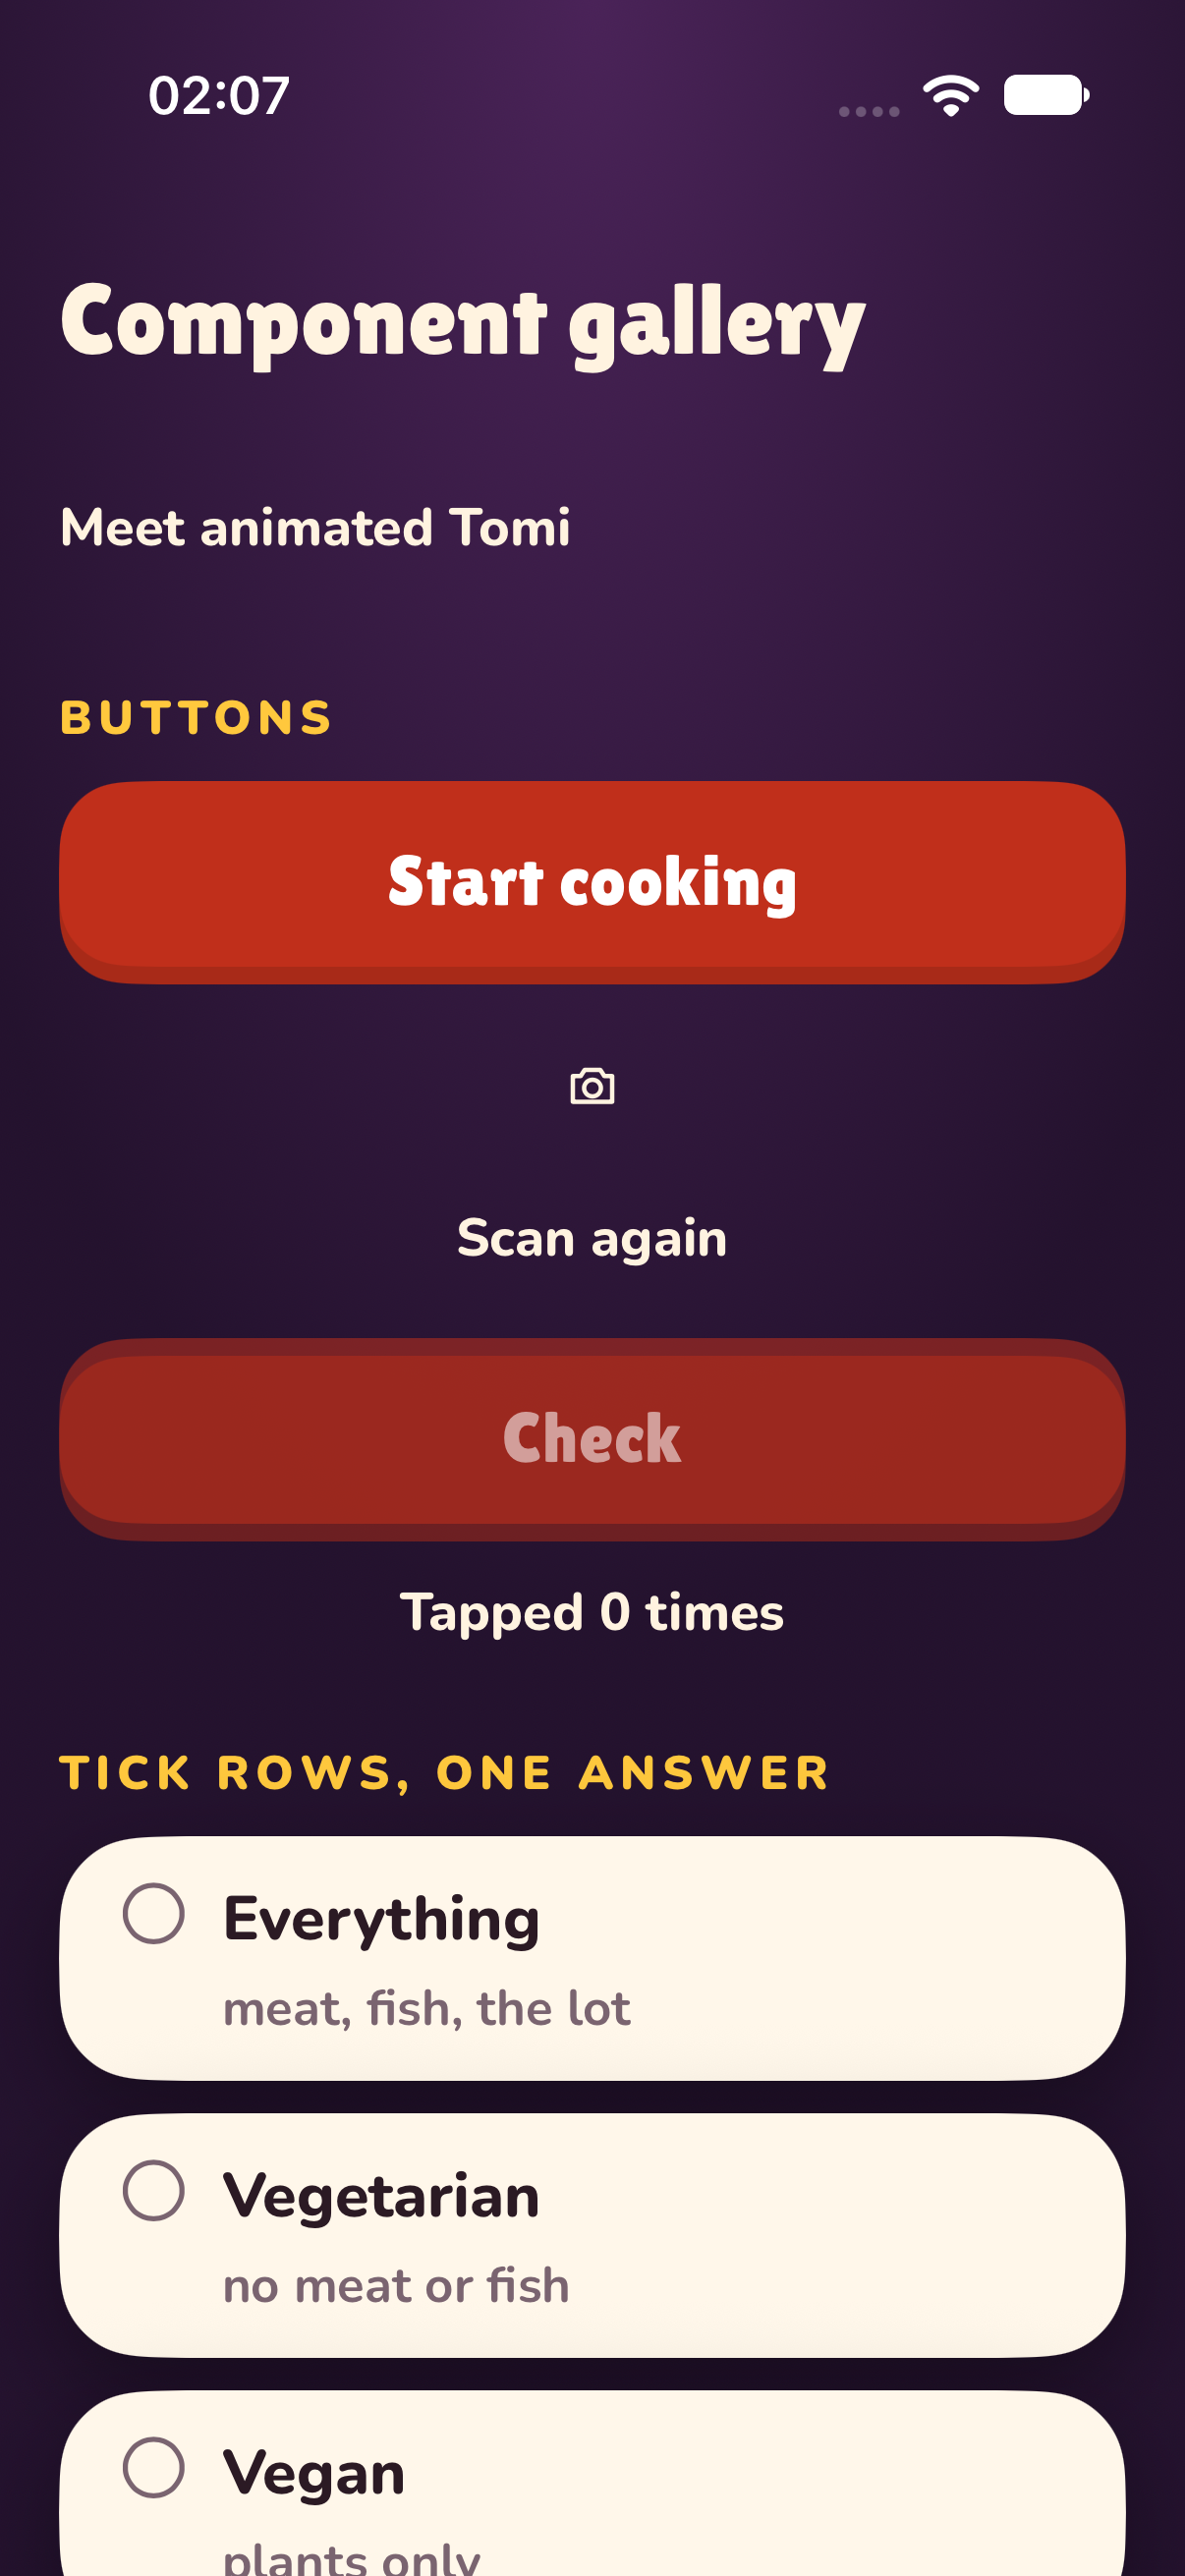 02:07
Component gallery
Meet animated Tomi
BUTTONS
Start cooking
Scan again
Check
Tapped 0 times
TICK ROWS, ONE ANSWER
Everything
meat, fish, the lot
Vegetarian
no meat or fish
Vegan
plants only